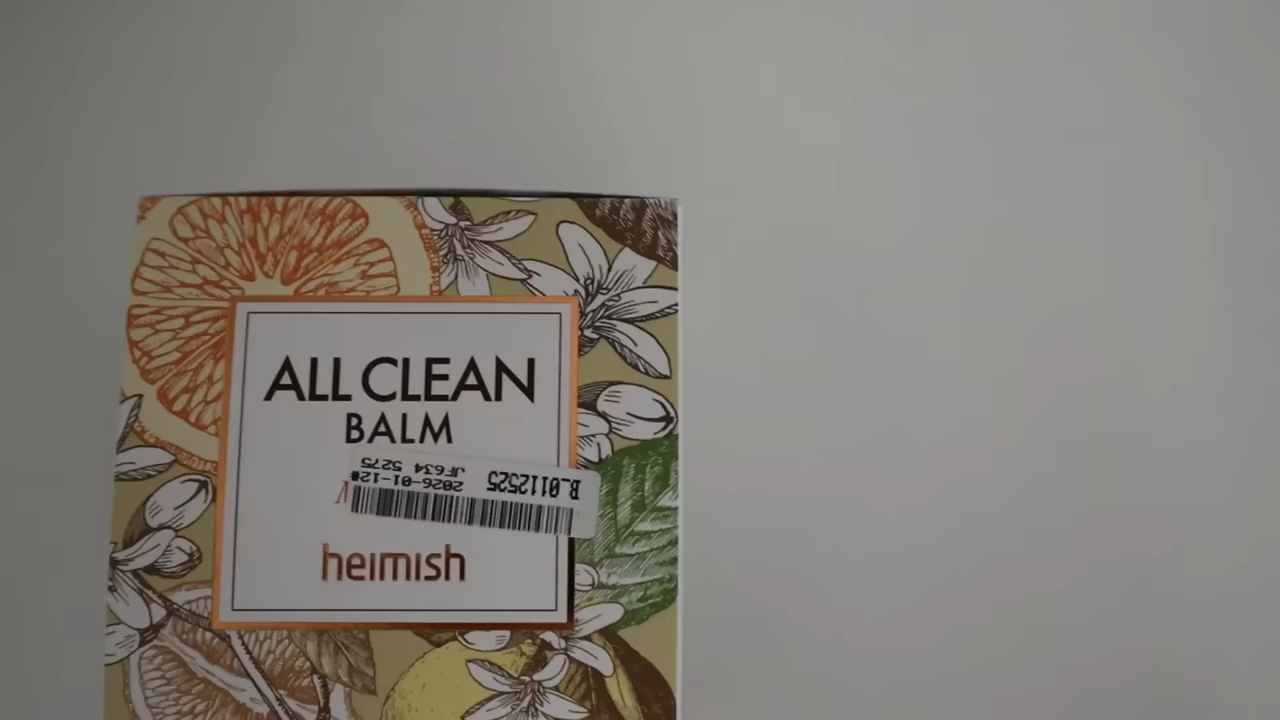 ALL CLEAN
BALM
B_0112525
2026-01-12#
JF634 5275
heimish